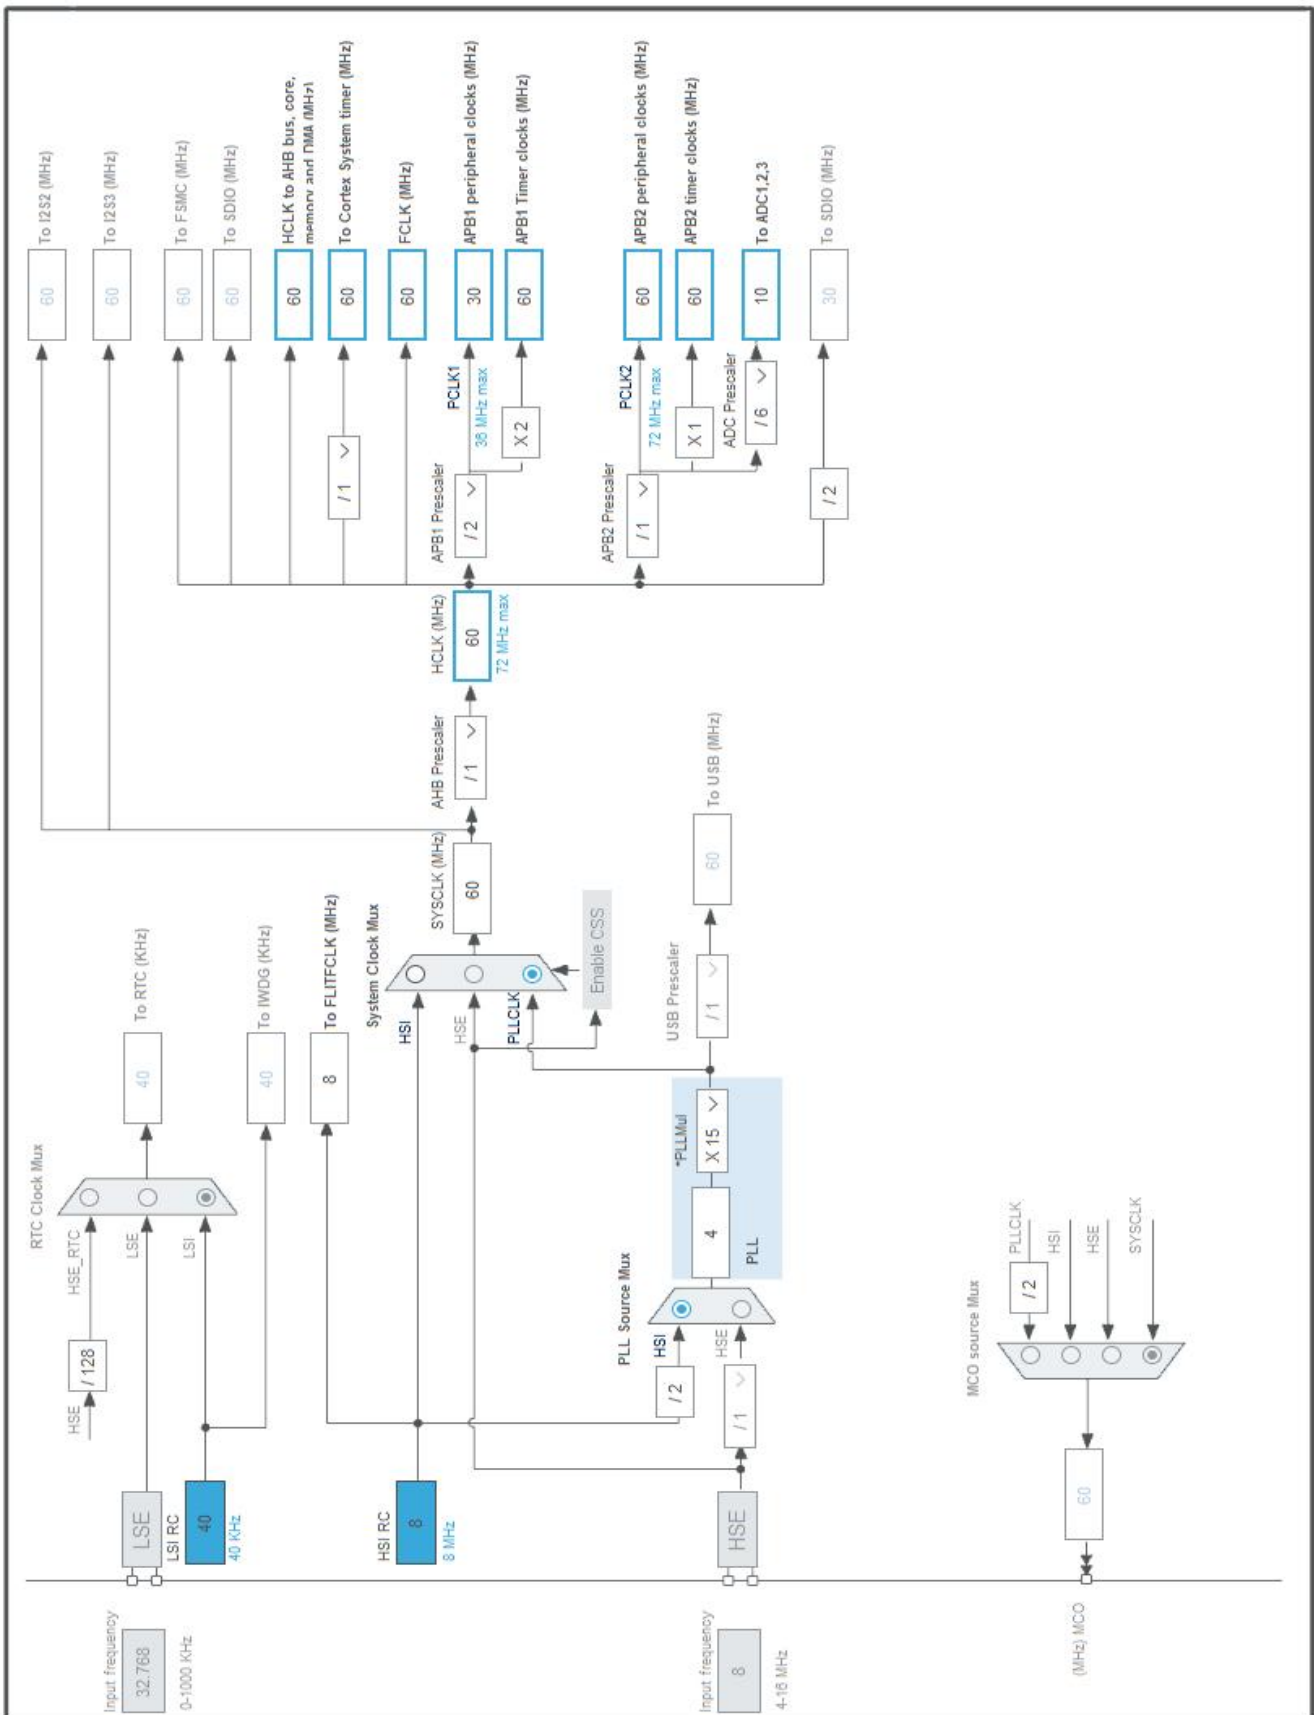 Input frequency
32.768
0-1000 KHz
LSE
LSI RC
40
40 KHz
HSE
/ 128
HSE_RTC
LSE
LSI
RTC Clock Mux
40
To RTC (KHz)
40
To IWDG (KHz)
8
To FLITFCLK (MHz)
HSI RC
8
8 MHz
Input frequency
8
4-16 MHz
HSE
/ 2
/ 1
HSI
HSE
PLL Source Mux
4
PLL
*PLLMul
X 15
HSI
HSE
PLLCLK
System Clock Mux
Enable CSS
USB Prescaler
/ 1
60
To USB (MHz)
SYSCLK (MHz)
60
AHB Prescaler
/ 1
HCLK (MHz)
60
72 MHz max
60
To I2S2 (MHz)
60
To I2S3 (MHz)
60
To FSMC (MHz)
60
To SDIO (MHz)
60
HCLK to AHB bus, core,
memory and DMA (MHz)
/ 1
60
To Cortex System timer (MHz)
60
FCLK (MHz)
APB1 Prescaler
/ 2
PCLK1
36 MHz max
30
APB1 peripheral clocks (MHz)
X 2
60
APB1 Timer clocks (MHz)
APB2 Prescaler
/ 1
PCLK2
72 MHz max
60
APB2 peripheral clocks (MHz)
X 1
60
APB2 timer clocks (MHz)
ADC Prescaler
/ 6
10
To ADC1,2,3
/ 2
30
To SDIO (MHz)
(MHz) MCO
60
MCO source Mux
/ 2
PLLCLK
HSI
HSE
SYSCLK